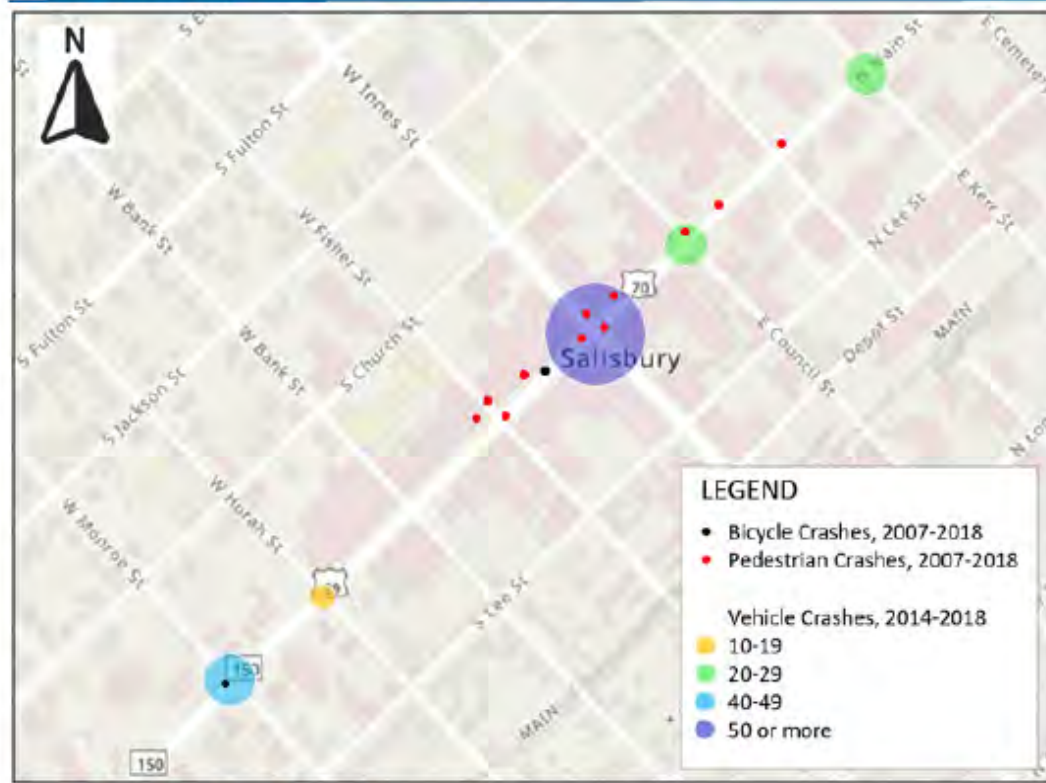 N
W Innes St
S Fulton St
E Cemetery
W Bank St
W Fisher St
E Kerr St
N Lee St
70
S Fulton St
W Bank St
S Church St
Depot St
MAIN
E Council St
Salisbury
S Jackson St
W Horah St
W Monroe St
S Lee St
150
MAIN
150
LEGEND
Bicycle Crashes, 2007-2018
Pedestrian Crashes, 2007-2018
Vehicle Crashes, 2014-2018
10-19
20-29
40-49
50 or more